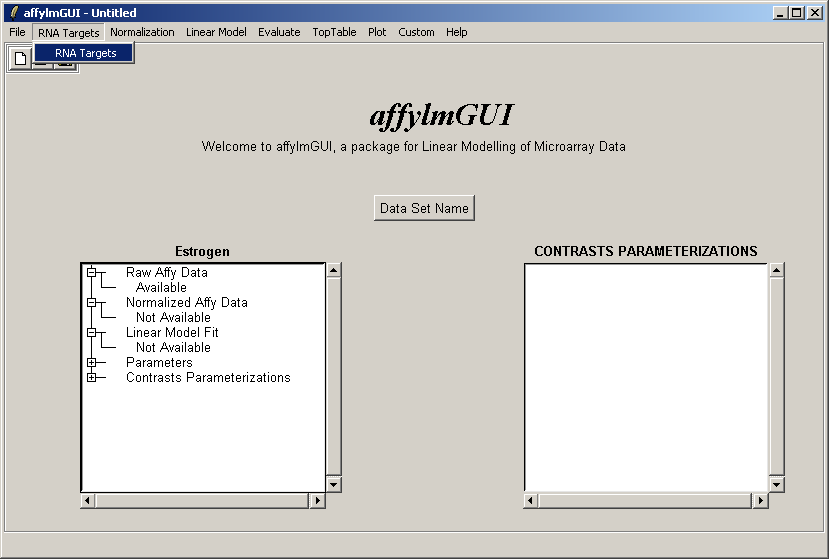 affylmGUI - Untitled
File RNA Targets Normalization Linear Model Evaluate TopTable Plot Custom Help
RNA Targets
affylmGUI
Welcome to affylmGUI, a package for Linear Modelling of Microarray Data
Data Set Name
Estrogen
Raw Affy Data
Available
Normalized Affy Data
Not Available
Linear Model Fit
Not Available
Parameters
Contrasts Parameterizations
CONTRASTS PARAMETERIZATIONS